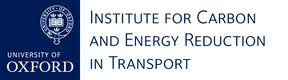 UNIVERSITY OF
OXFORD
INSTITUTE FOR CARBON
AND ENERGY REDUCTION
IN TRANSPORT